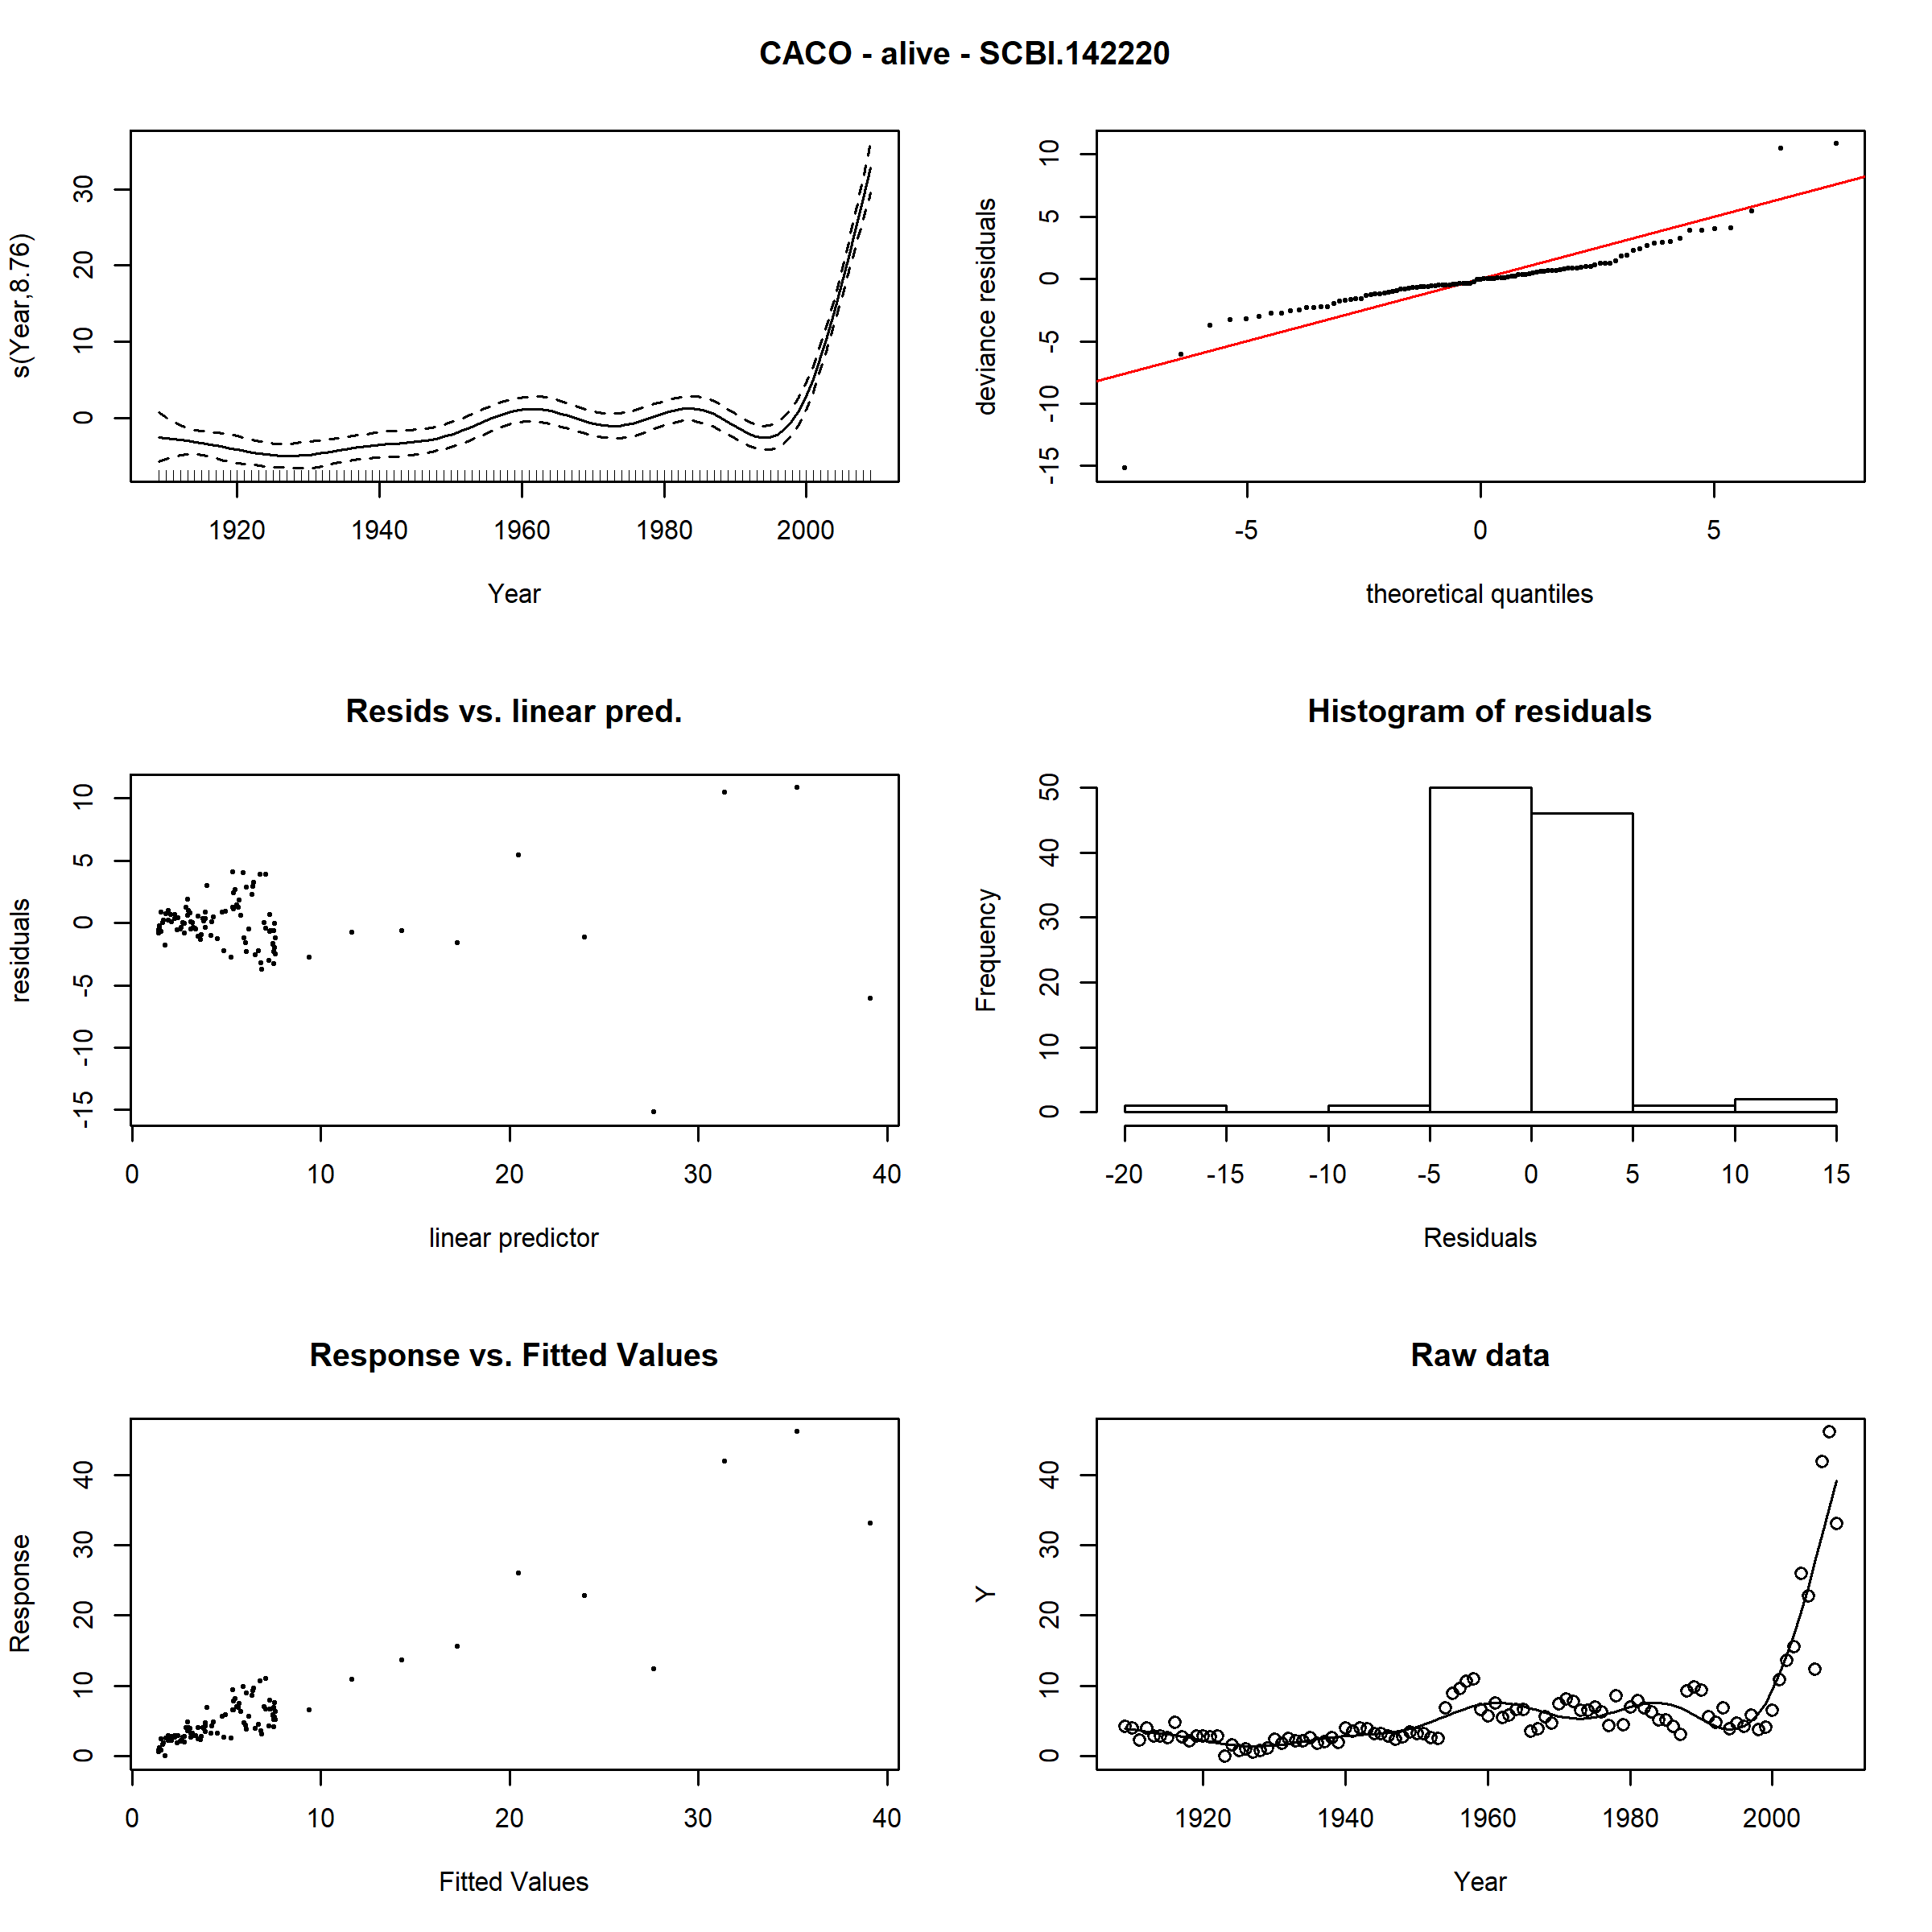 CACO - alive - SCBI.142220
s(Year,8.76)
0 10 20 30
1920 1940 1960 1980 2000
Year
deviance residuals
-15 -10 -5 0 5 10
-5 0 5
theoretical quantiles
Resids vs. linear pred.
residuals
-15 -10 -5 0 5 10
0 10 20 30 40
linear predictor
Histogram of residuals
Frequency
0 10 20 30 40 50
-20 -15 -10 -5 0 5 10 15
Residuals
Response vs. Fitted Values
Response
0 10 20 30 40
0 10 20 30 40
Fitted Values
Raw data
Y
0 10 20 30 40
1920 1940 1960 1980 2000
Year